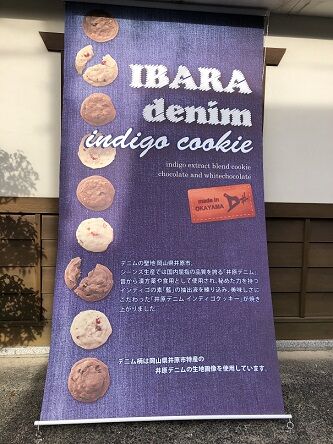 IBARA
denim
indigo cookie
indigo extract blend cookie
chocolate and whitechocolate
made in
OKAYAMA
デニムの聖地 岡山県井原市、
ジーンズ生産では国内屈指の品質を誇る「井原デニム」
昔から漢方薬や食用として使用され、秘めた力を持つ
インディゴの素「藍」の抽出液を練り込み、美味しさに
こだわった「井原デニム インディゴクッキー」が焼き
上がりました
デニム柄は岡山県井原市特産の
井原デニムの生地画像を使用しています